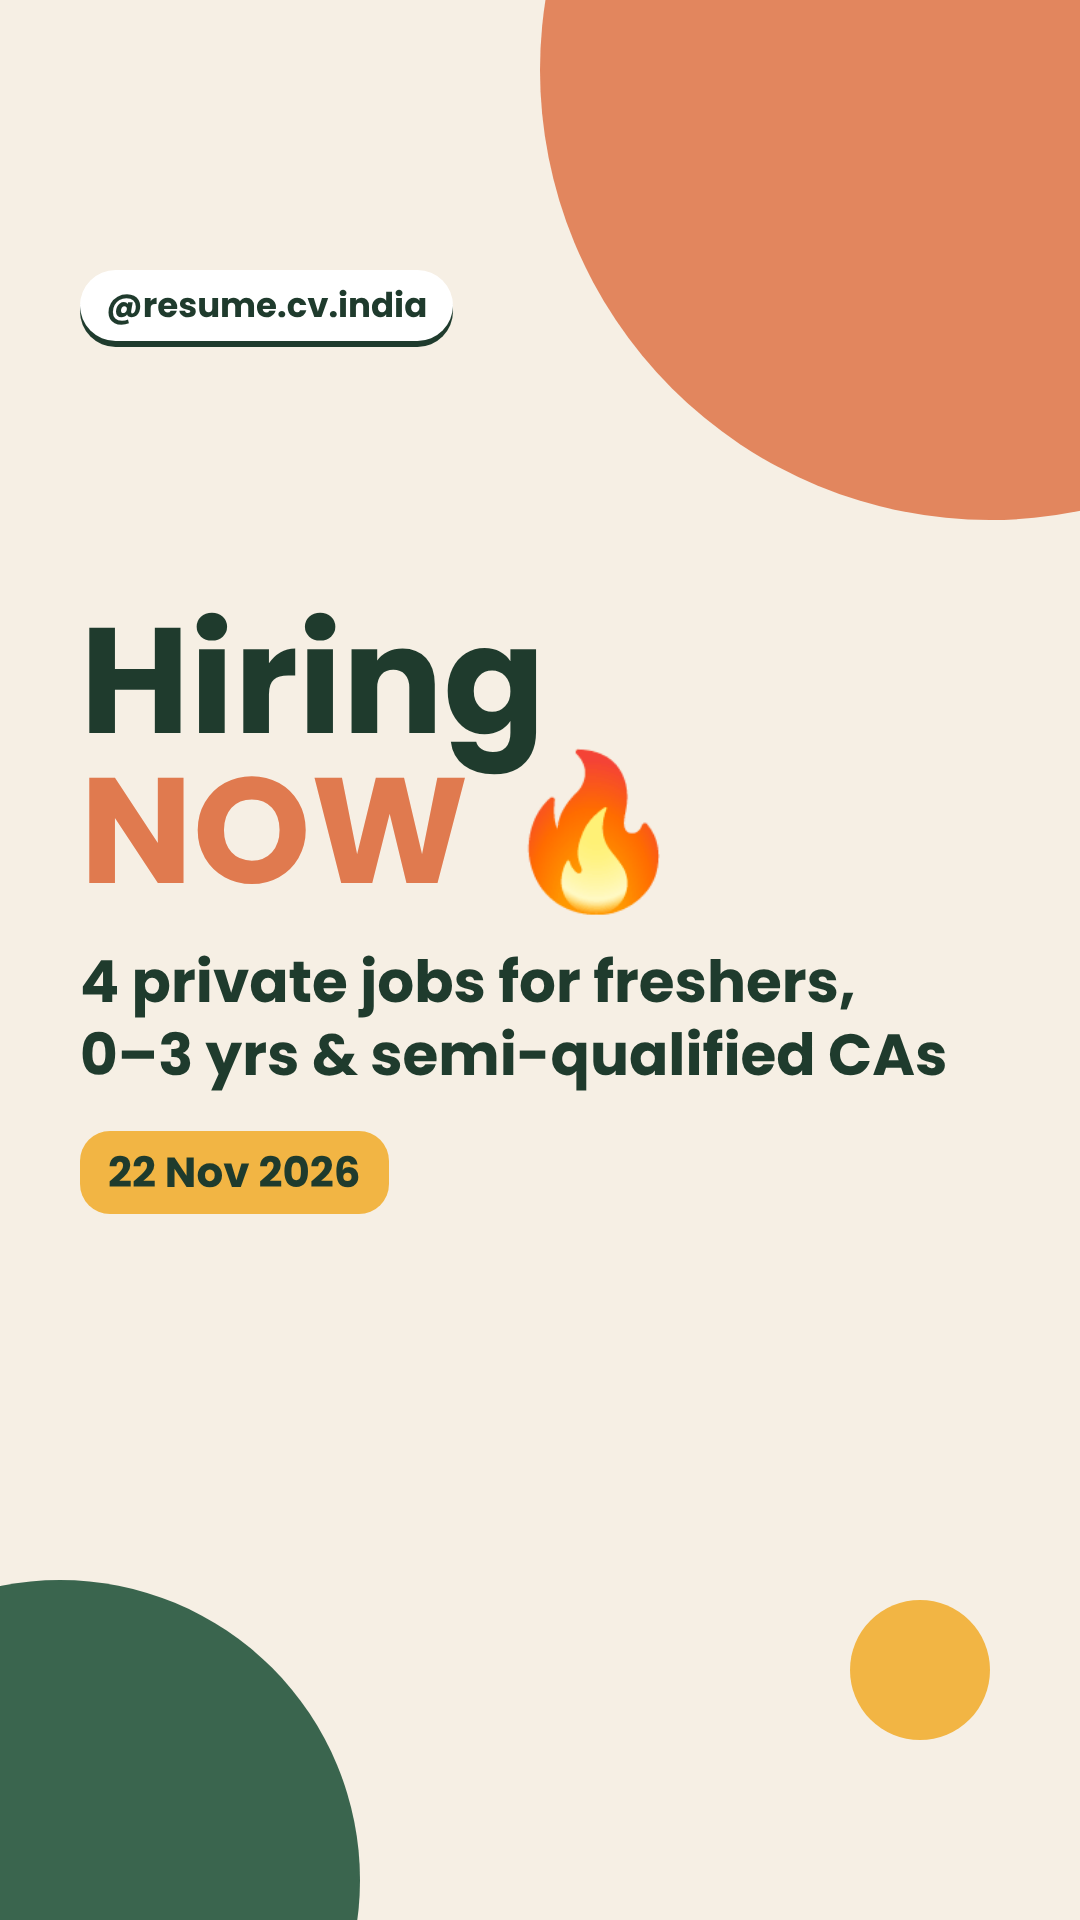 @resume.cv.india
Hiring
NOW 🔥
4 private jobs for freshers,
0–3 yrs & semi-qualified CAs
22 Nov 2026